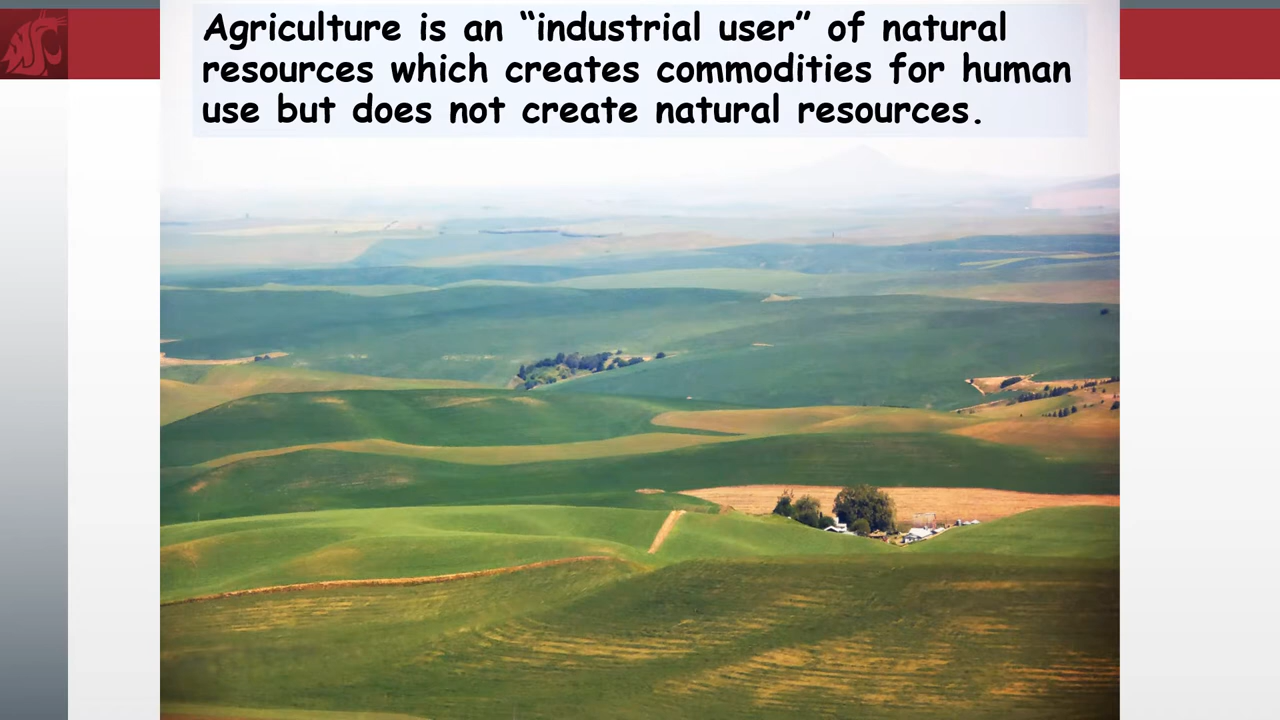 Agriculture is an “industrial user” of natural
resources which creates commodities for human
use but does not create natural resources.